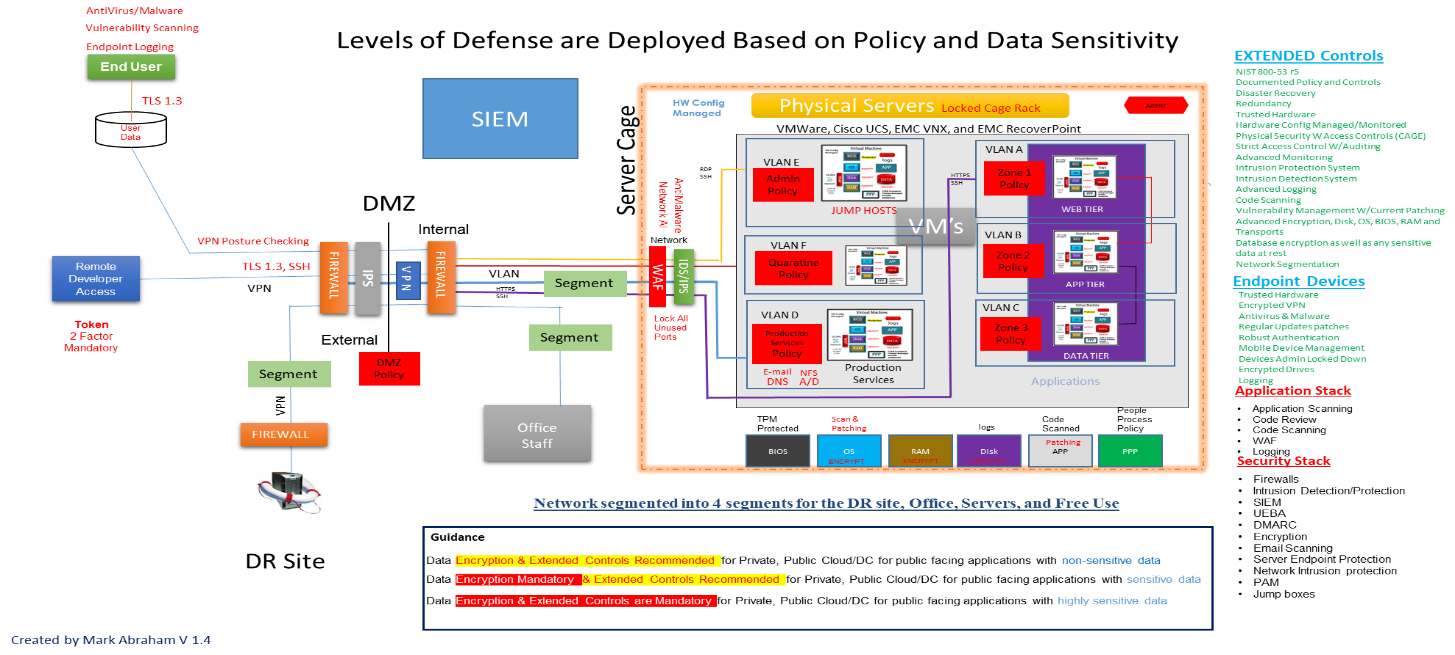 AntiVirus/Malware
Vulnerability Scanning
Endpoint Logging
End User
TLS 1.3
User
Data
Levels of Defense are Deployed Based on Policy and Data Sensitivity
SIEM
DMZ
Internal
VPN Posture Checking
TLS 1.3, SSH
VPN
Remote
Developer
Access
Token
2 Factor
Mandatory
FIREWALL
IPS
VPN
FIREWALL
External
DMZ
Policy
VLAN
HTTPS
SSH
Segment
Segment
Segment
VPN
FIREWALL
DR Site
Office
Staff
Server Cage
HW Config
Managed
Physical Servers Locked Cage Rack
AGENT
VMWare, Cisco UCS, EMC VNX, and EMC RecoverPoint
Network AI
AntiMalware
Network
WAF
IDS/IPS
Lock All
Unused
Ports
RDP
SSH
VLAN E
Admin
Policy
Virtual Machine
JUMP HOSTS
VLAN F
Quaratine
Policy
VLAN D
Production
Services
Policy
E-mail
DNS
NFS
A/D
Production
Services
VM's
HTTPS
SSH
VLAN A
Zone 1
Policy
WEB TIER
VLAN B
Zone 2
Policy
APP TIER
VLAN C
Zone 3
Policy
DATA TIER
Applications
TPM
Protected
BIOS
Scan &
Patching
OS
ENCRYPT
RAM
ENCRYPT
logs
Disk
Code
Scanned
Patching
APP
People
Process
Policy
PPP
Network segmented into 4 segments for the DR site, Office, Servers, and Free Use
Guidance
Data Encryption & Extended Controls Recommended for Private, Public Cloud/DC for public facing applications with non-sensitive data
Data Encryption Mandatory & Extended Controls Recommended for Private, Public Cloud/DC for public facing applications with sensitive data
Data Encryption & Extended Controls are Mandatory for Private, Public Cloud/DC for public facing applications with highly sensitive data
EXTENDED Controls
NIST 800-53 r5
Documented Policy and Controls
Disaster Recovery
Redundancy
Trusted Hardware
Hardware Config Managed/Monitored
Physical Security W Access Controls (CAGE)
Strict Access Control W/Auditing
Advanced Monitoring
Intrusion Protection System
Intrusion Detection System
Advanced Logging
Code Scanning
Vulnerability Management W/Current Patching
Advanced Encryption, Disk, OS, BIOS, RAM and
Transports
Database encryption as well as any sensitive
data at rest
Network Segmentation
Endpoint Devices
Trusted Hardware
Encrypted VPN
Antivirus & Malware
Regular Updates patches
Robust Authentication
Mobile Device Management
Devices Admin Locked Down
Encrypted Drives
Logging
Application Stack
• Application Scanning
• Code Review
• Code Scanning
• WAF
• Logging
Security Stack
• Firewalls
• Intrusion Detection/Protection
• SIEM
• UEBA
• DMARC
• Encryption
• Email Scanning
• Server Endpoint Protection
• Network Intrusion protection
• PAM
• Jump boxes
Created by Mark Abraham V 1.4